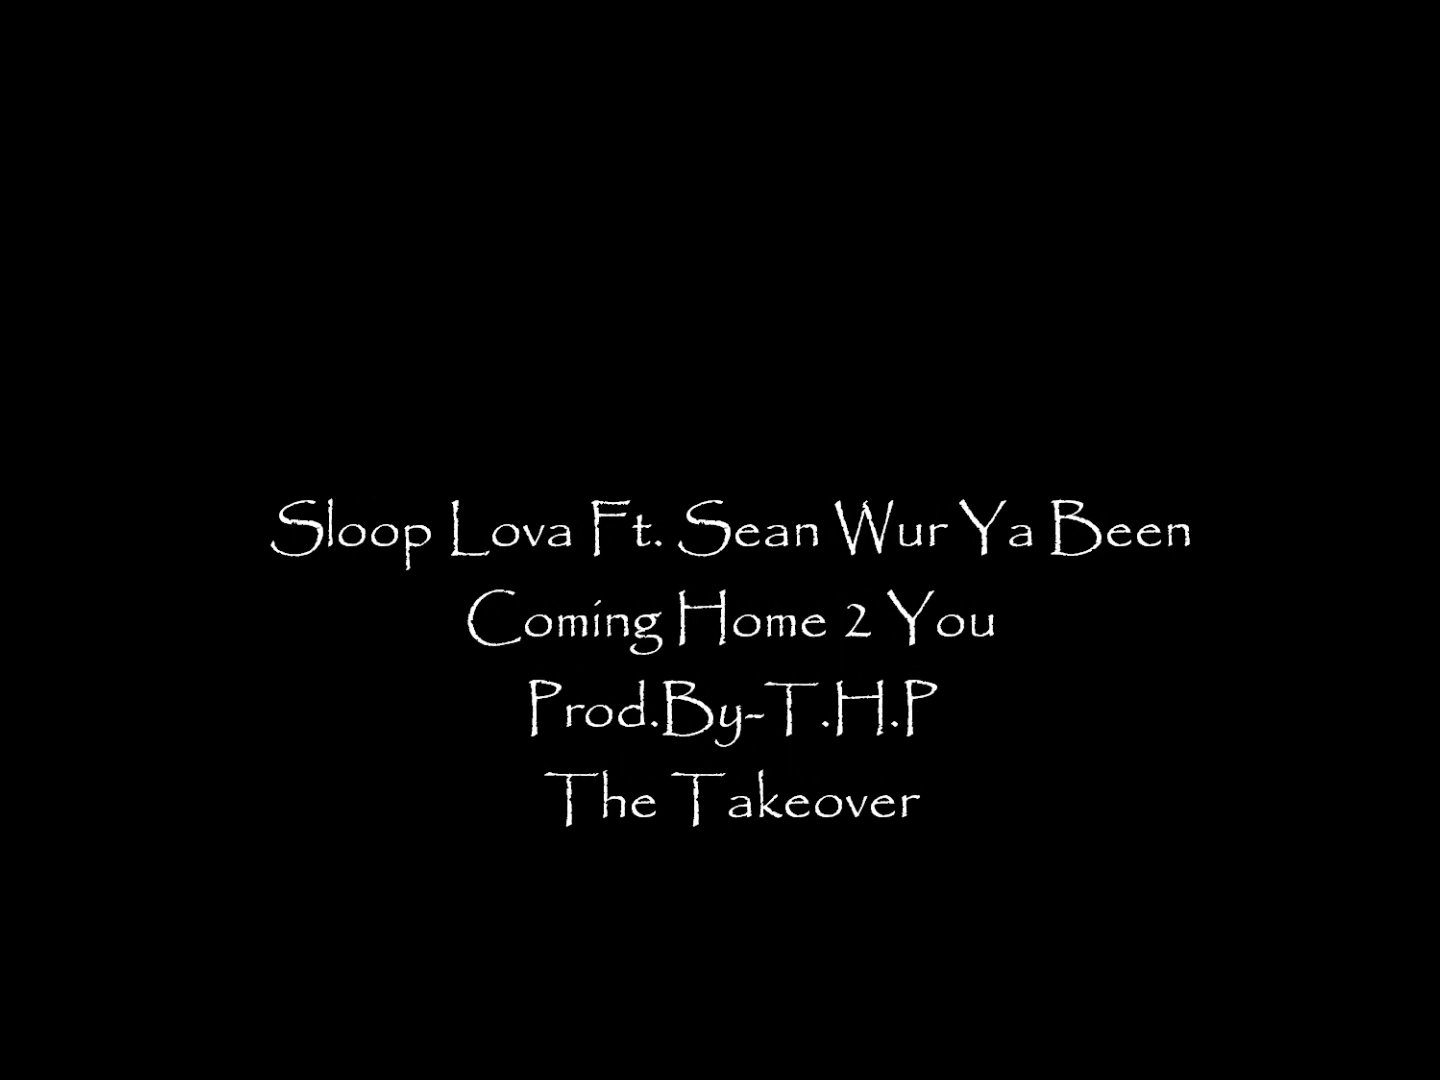 Sloop Lova Ft. Sean Wur Ya Been
Coming Home 2 You
Prod.By-T.H.P
The Takeover